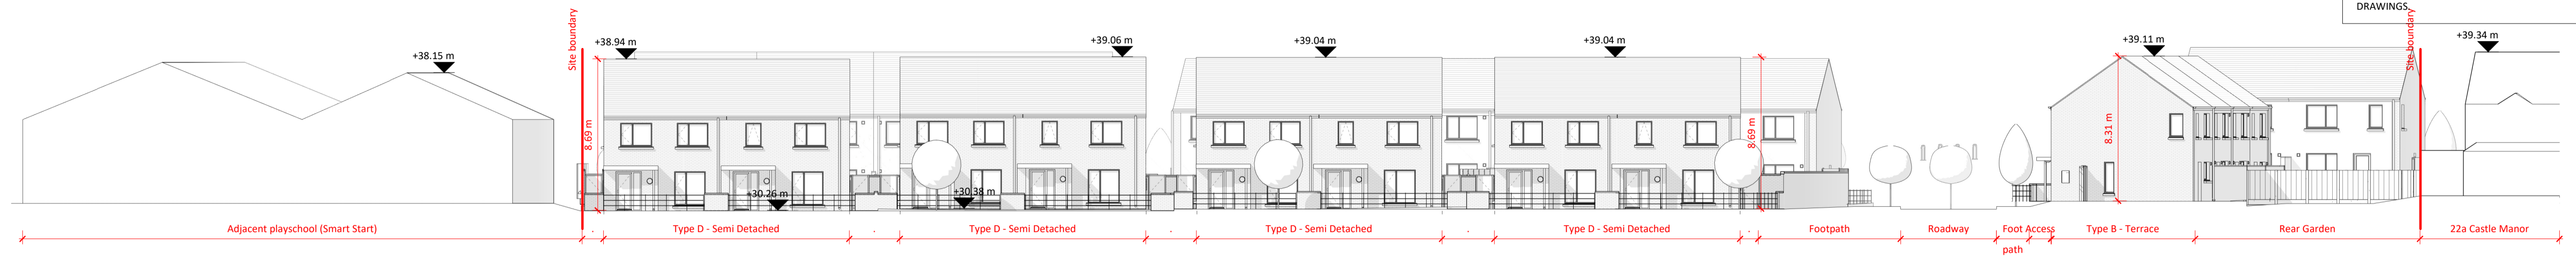 DRAWINGS.
Site boundary
+38.94 m
+39.06 m
+39.04 m
+39.04 m
+39.11 m
Site boundary
+39.34 m
+38.15 m
8.69 m
8.69 m
8.31 m
+30.26 m
+30.38 m
Adjacent playschool (Smart Start)
Type D - Semi Detached
Type D - Semi Detached
Type D - Semi Detached
Type D - Semi Detached
Footpath
Roadway
Foot path
Access
Type B - Terrace
Rear Garden
22a Castle Manor